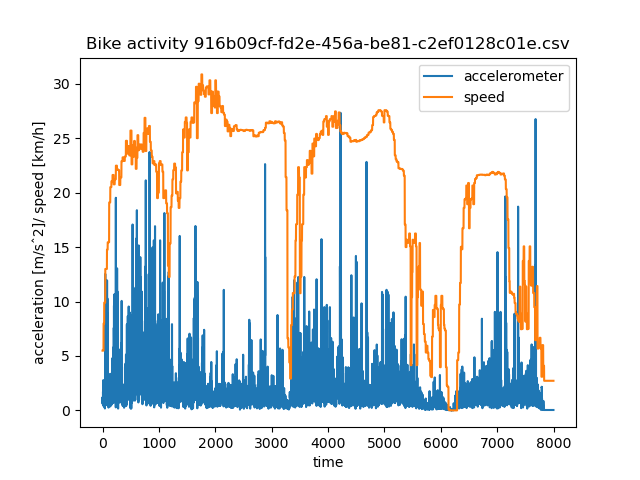 Bike activity 916b09cf-fd2e-456a-be81-c2ef0128c01e.csv
accelerometer
speed
acceleration [m/s^2]/ speed [km/h]
30
25
20
15
10
5
0
0 1000 2000 3000 4000 5000 6000 7000 8000
time